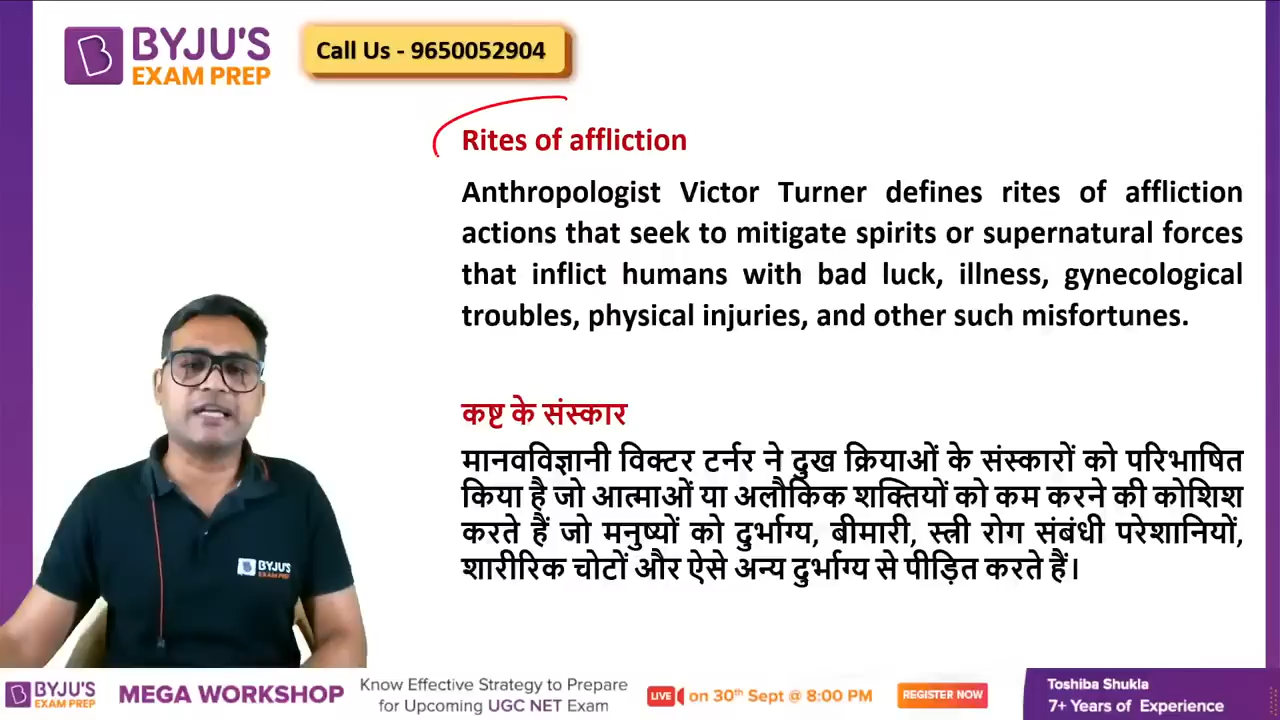 BYJU'S
EXAM PREP
Call Us - 9650052904
Rites of affliction
Anthropologist Victor Turner defines rites of affliction
actions that seek to mitigate spirits or supernatural forces
that inflict humans with bad luck, illness, gynecological
troubles, physical injuries, and other such misfortunes.
कष्ट के संस्कार
मानवविज्ञानी विक्टर टर्नर ने दुख क्रियाओं के संस्कारों को परिभाषित
किया है जो आत्माओं या अलौकिक शक्तियों को कम करने की कोशिश
करते हैं जो मनुष्यों को दुर्भाग्य, बीमारी, स्त्री रोग संबंधी परेशानियों,
शारीरिक चोटों और ऐसे अन्य दुर्भाग्य से पीड़ित करते हैं।
BYJU'S
EXAM PREP
BYJU'S
EXAM PREP
MEGA WORKSHOP
Know Effective Strategy to Prepare
for Upcoming UGC NET Exam
LIVE on 30th Sept @ 8:00 PM
REGISTER NOW
Toshiba Shukla
7+ Years of Experience